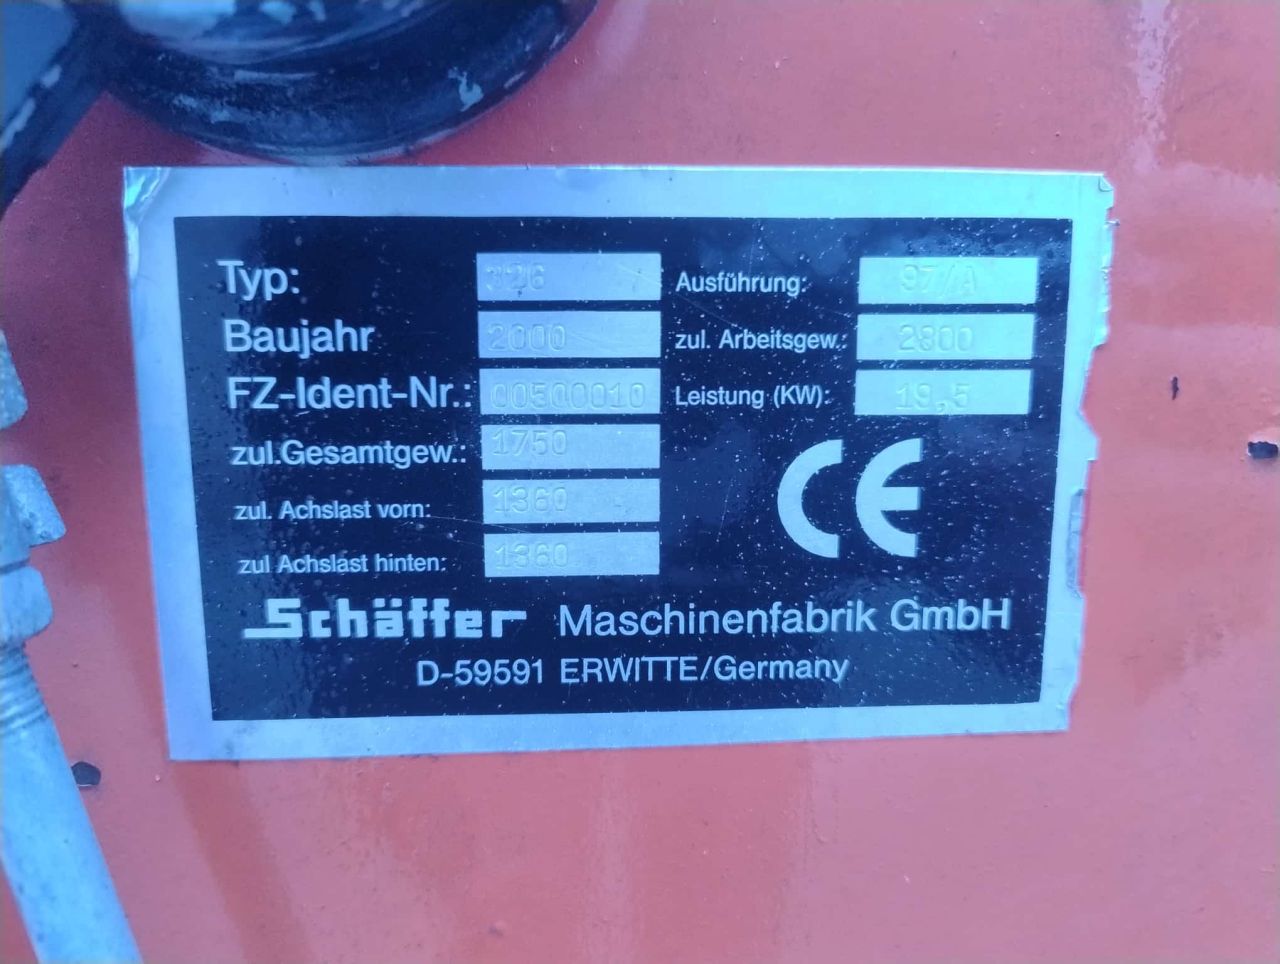 Typ: 326 Ausführung: 97/A
Baujahr 2000 zul. Arbeitsgew.: 2800
FZ-Ident-Nr.: 00500010 Leistung (KW): 19,5
zul.Gesamtgew.: 1750
zul. Achslast vorn: 1360
zul Achslast hinten: 1360
CE
Schäffer Maschinenfabrik GmbH
D-59591 ERWITTE/Germany